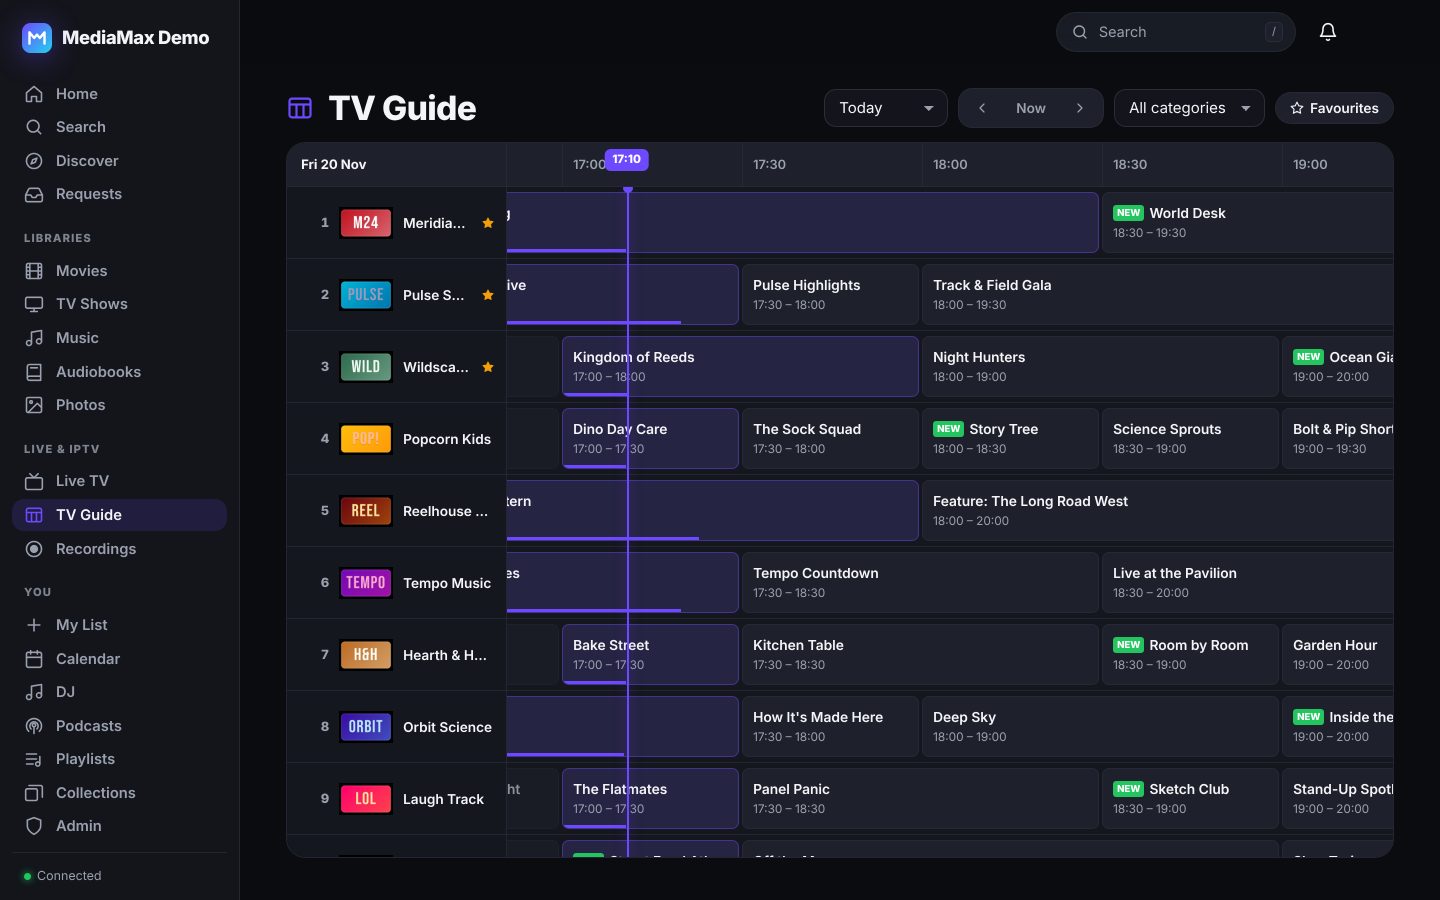 MediaMax Demo
Search
/
Home
Search
Discover
Requests
LIBRARIES
Movies
TV Shows
Music
Audiobooks
Photos
LIVE & IPTV
Live TV
TV Guide
Recordings
YOU
My List
Calendar
DJ
Podcasts
Playlists
Collections
Admin
Connected
TV Guide
Today
Now
All categories
Favourites
Fri 20 Nov
17:00
17:10
17:30
18:00
18:30
19:00
1 M24 Meridia...
g
NEW World Desk
18:30 – 19:30
2 PULSE Pulse S...
ive
Pulse Highlights
17:30 – 18:00
Track & Field Gala
18:00 – 19:30
3 WILD Wildsca...
Kingdom of Reeds
17:00 – 18:00
Night Hunters
18:00 – 19:00
NEW Ocean Gia
19:00 – 20:00
4 POP! Popcorn Kids
Dino Day Care
17:00 – 17:30
The Sock Squad
17:30 – 18:00
NEW Story Tree
18:00 – 18:30
Science Sprouts
18:30 – 19:00
Bolt & Pip Short
19:00 – 19:30
5 REEL Reelhouse ...
tern
Feature: The Long Road West
18:00 – 20:00
6 TEMPO Tempo Music
es
Tempo Countdown
17:30 – 18:30
Live at the Pavilion
18:30 – 20:00
7 H&H Hearth & H...
Bake Street
17:00 – 17:30
Kitchen Table
17:30 – 18:30
NEW Room by Room
18:30 – 19:00
Garden Hour
19:00 – 20:00
8 ORBIT Orbit Science
How It's Made Here
17:30 – 18:00
Deep Sky
18:00 – 19:00
NEW Inside the
19:00 – 20:00
9 LOL Laugh Track
ht
The Flatmates
17:00 – 17:30
Panel Panic
17:30 – 18:30
NEW Sketch Club
18:30 – 19:00
Stand-Up Spotl
19:00 – 20:00